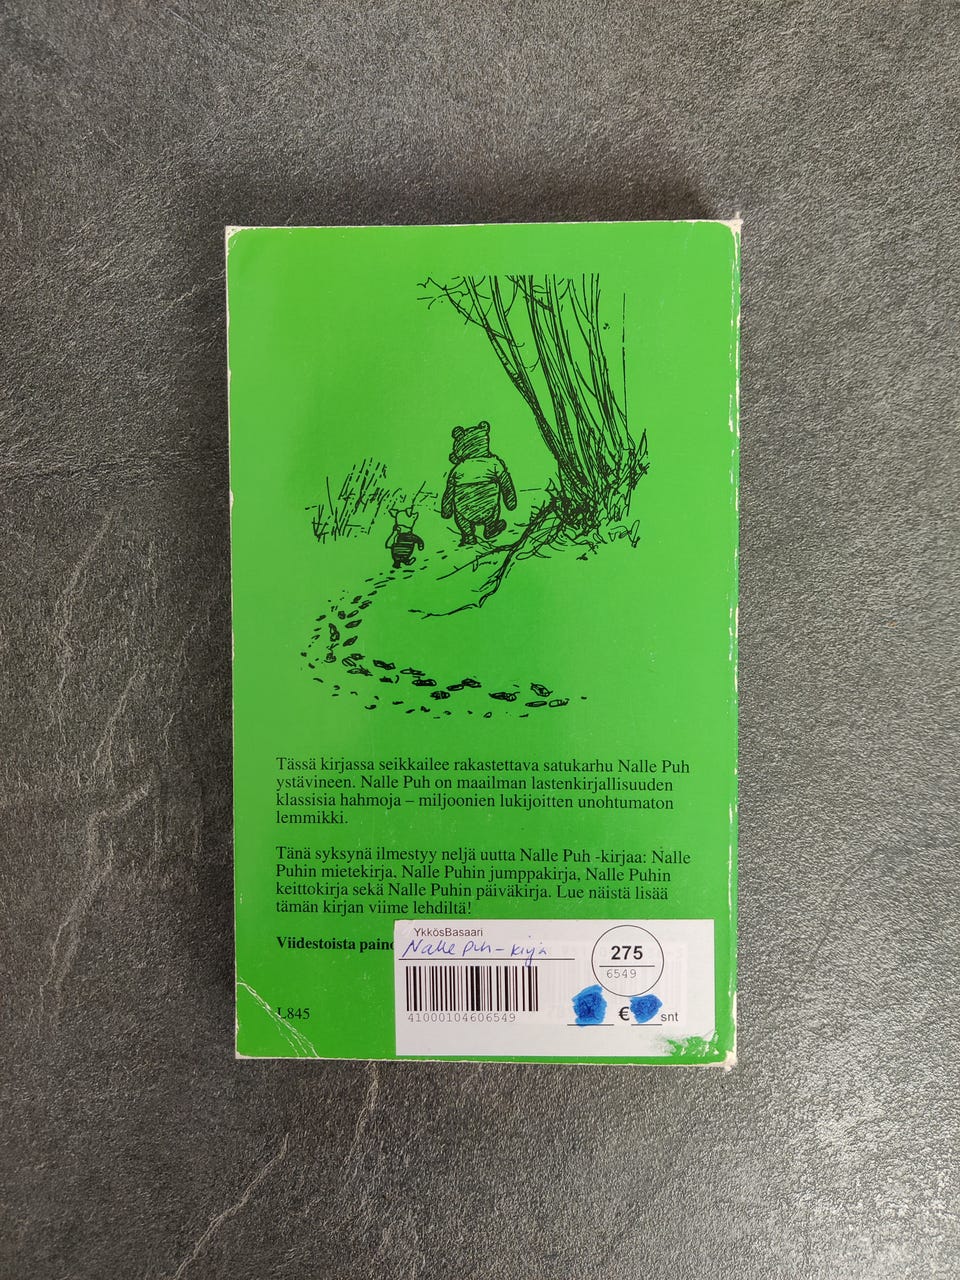 Tässä kirjassa seikkailee rakastettava satukarhu Nalle Puh
ystävineen. Nalle Puh on maailman lastenkirjallisuuden
klassisia hahmoja – miljoonien lukijoitten unohtumaton
lemmikki.
Tänä syksynä ilmestyy neljä uutta Nalle Puh -kirjaa: Nalle
Puhin mietekirja, Nalle Puhin jumppakirja, Nalle Puhin
keittokirja sekä Nalle Puhin päiväkirja. Lue näistä lisää
tämän kirjan viime lehdiltä!
Viidestoista paino
YkkösBasaari
Nalle Puh-kirja
275
6549
41000104606549
€ snt
L845